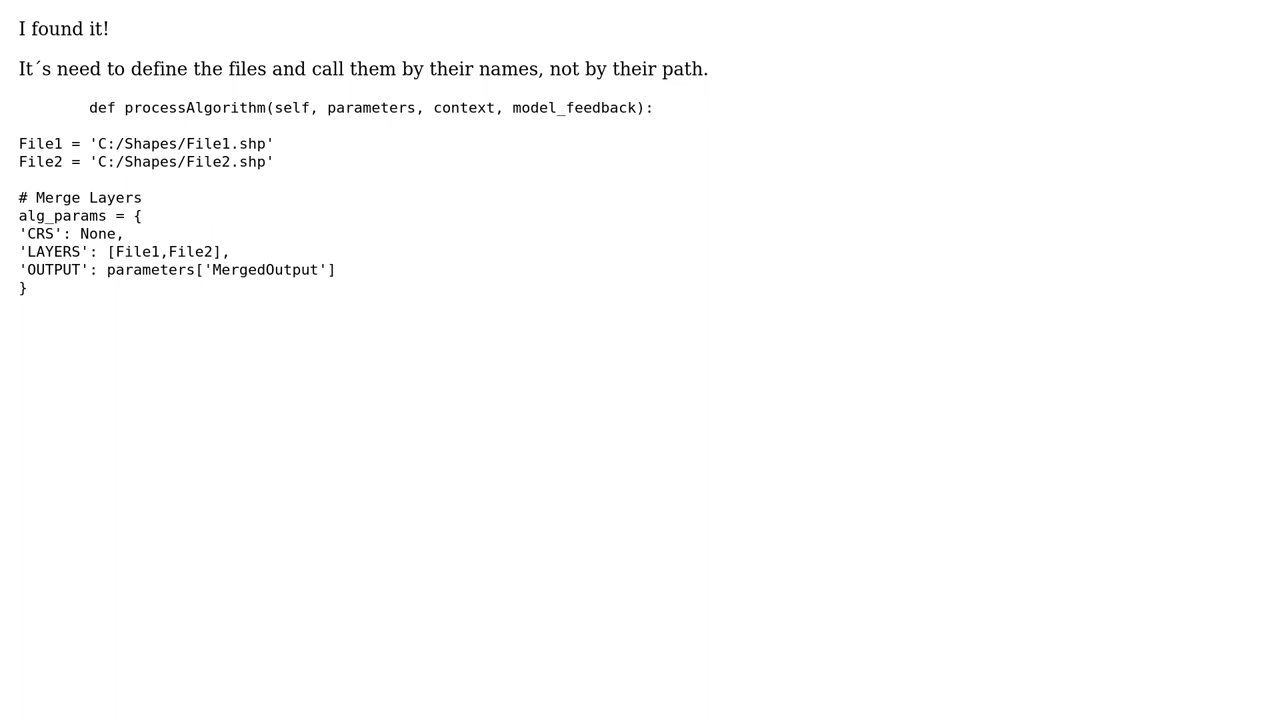 I found it!
It´s need to define the files and call them by their names, not by their path.
def processAlgorithm(self, parameters, context, model_feedback):
File1 = 'C:/Shapes/File1.shp'
File2 = 'C:/Shapes/File2.shp'
# Merge Layers
alg_params = {
'CRS': None,
'LAYERS': [File1,File2],
'OUTPUT': parameters['MergedOutput']
}